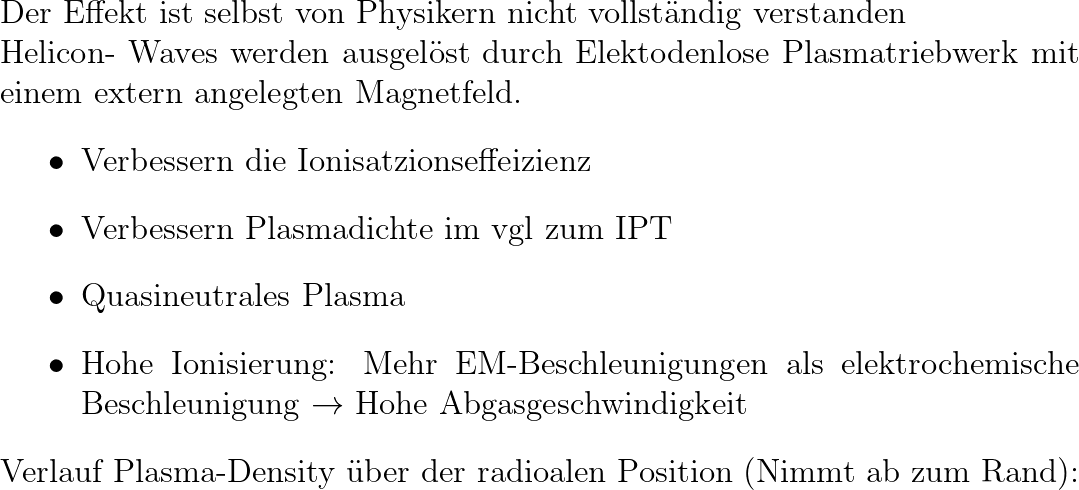 Der Effekt ist selbst von Physikern nicht vollständig verstanden
Helicon- Waves werden ausgelöst durch Elektodenlose Plasmatriebwerk mit
einem extern angelegten Magnetfeld.
• Verbessern die Ionisatzionseffeizienz
• Verbessern Plasmadichte im vgl zum IPT
• Quasineutrales Plasma
• Hohe Ionisierung: Mehr EM-Beschleunigungen als elektrochemische
Beschleunigung → Hohe Abgasgeschwindigkeit
Verlauf Plasma-Density über der radioalen Position (Nimmt ab zum Rand):